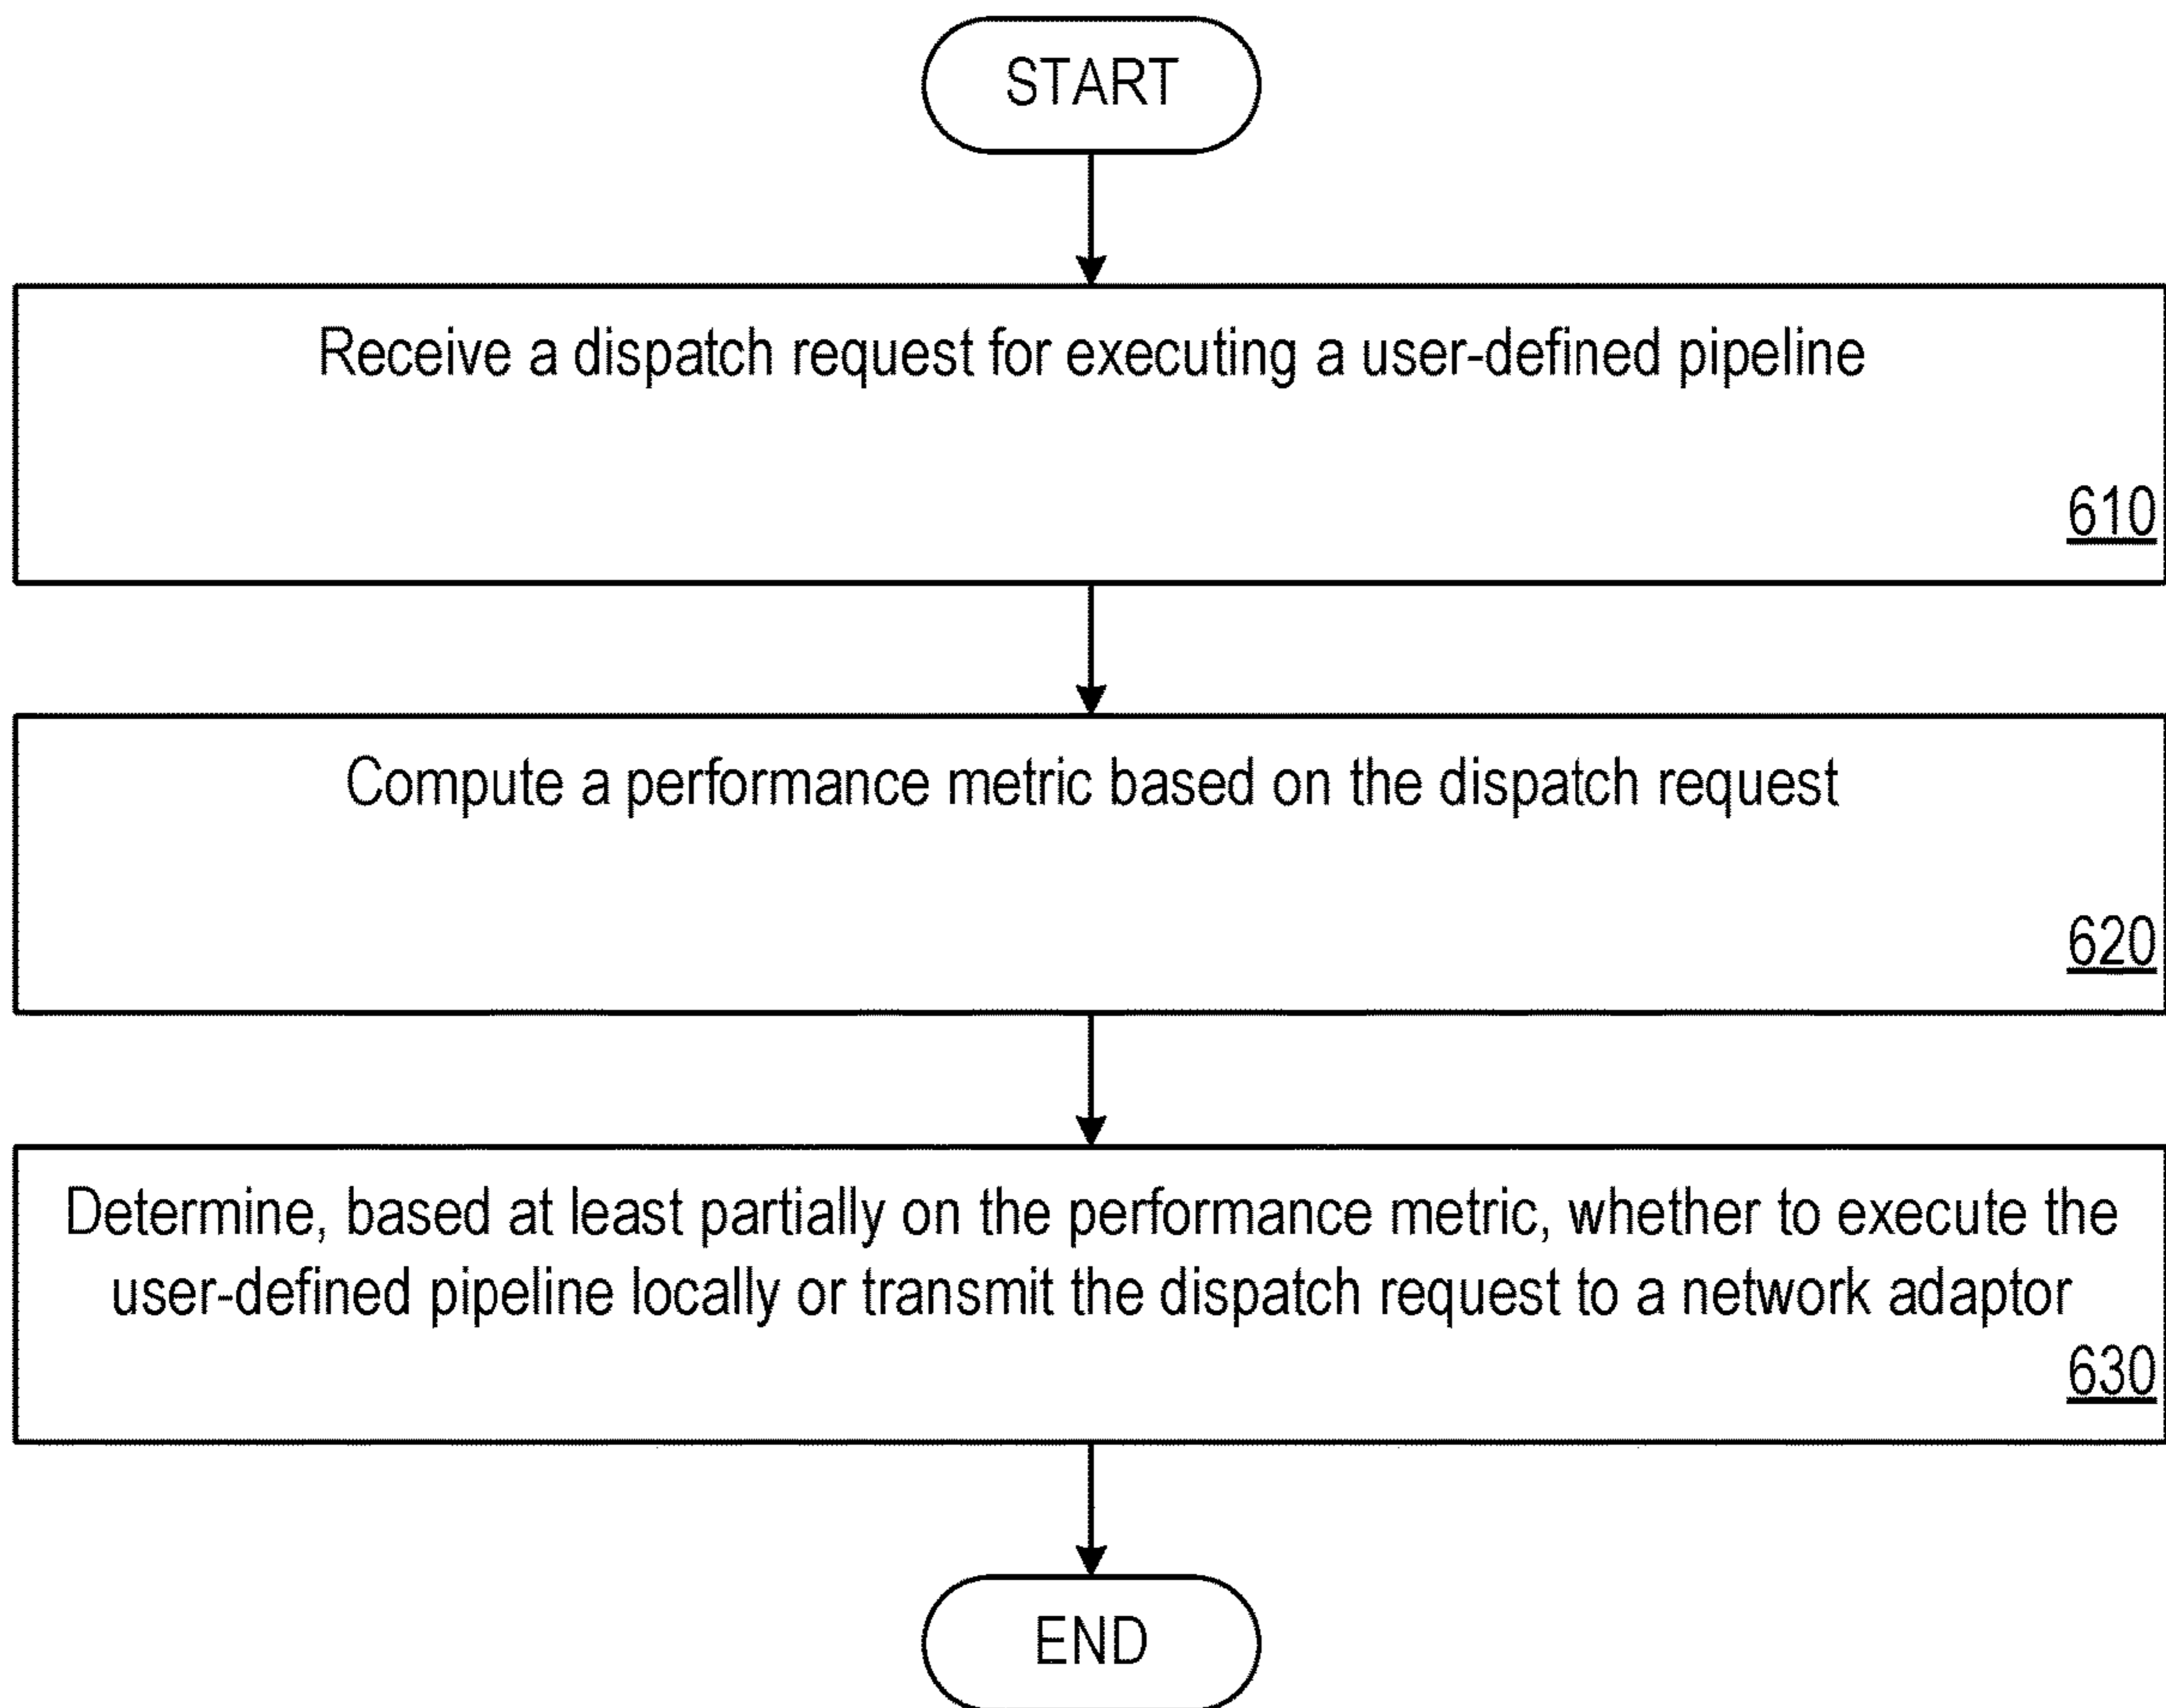 START
Receive a dispatch request for executing a user-defined pipeline
610
Compute a performance metric based on the dispatch request
620
Determine, based at least partially on the performance metric, whether to execute the
user-defined pipeline locally or transmit the dispatch request to a network adaptor
630
END